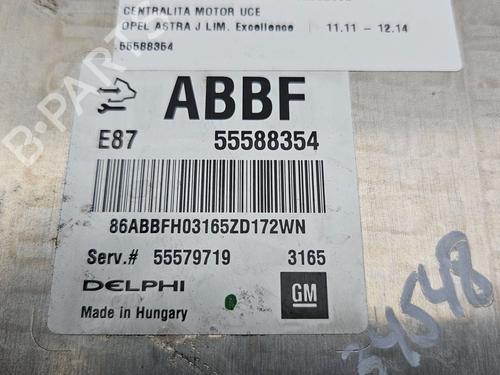 CENTRALITA MOTOR UCE
OPEL ASTRA J LIM. Excellence | 11.11 - 12.14
55588354
ABBF
E87 55588354
86ABBFH03165ZD172WN
Serv.# 55579719 3165
DELPHI GM
Made in Hungary
B-PARTS